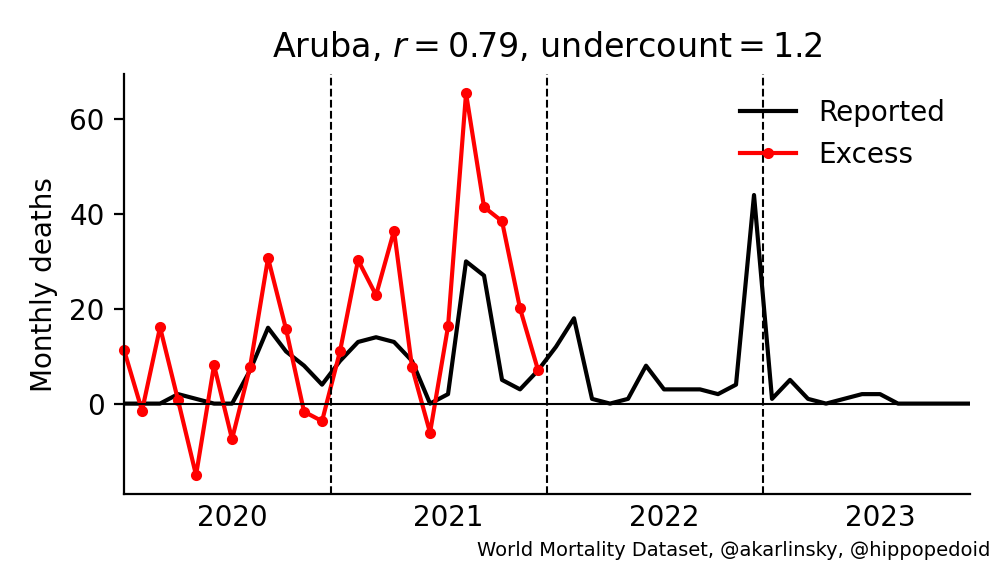 Aruba, r = 0.79, undercount = 1.2
Monthly deaths
60
40
20
0
Reported
Excess
2020
2021
2022
2023
World Mortality Dataset, @akarlinsky, @hippopedoid